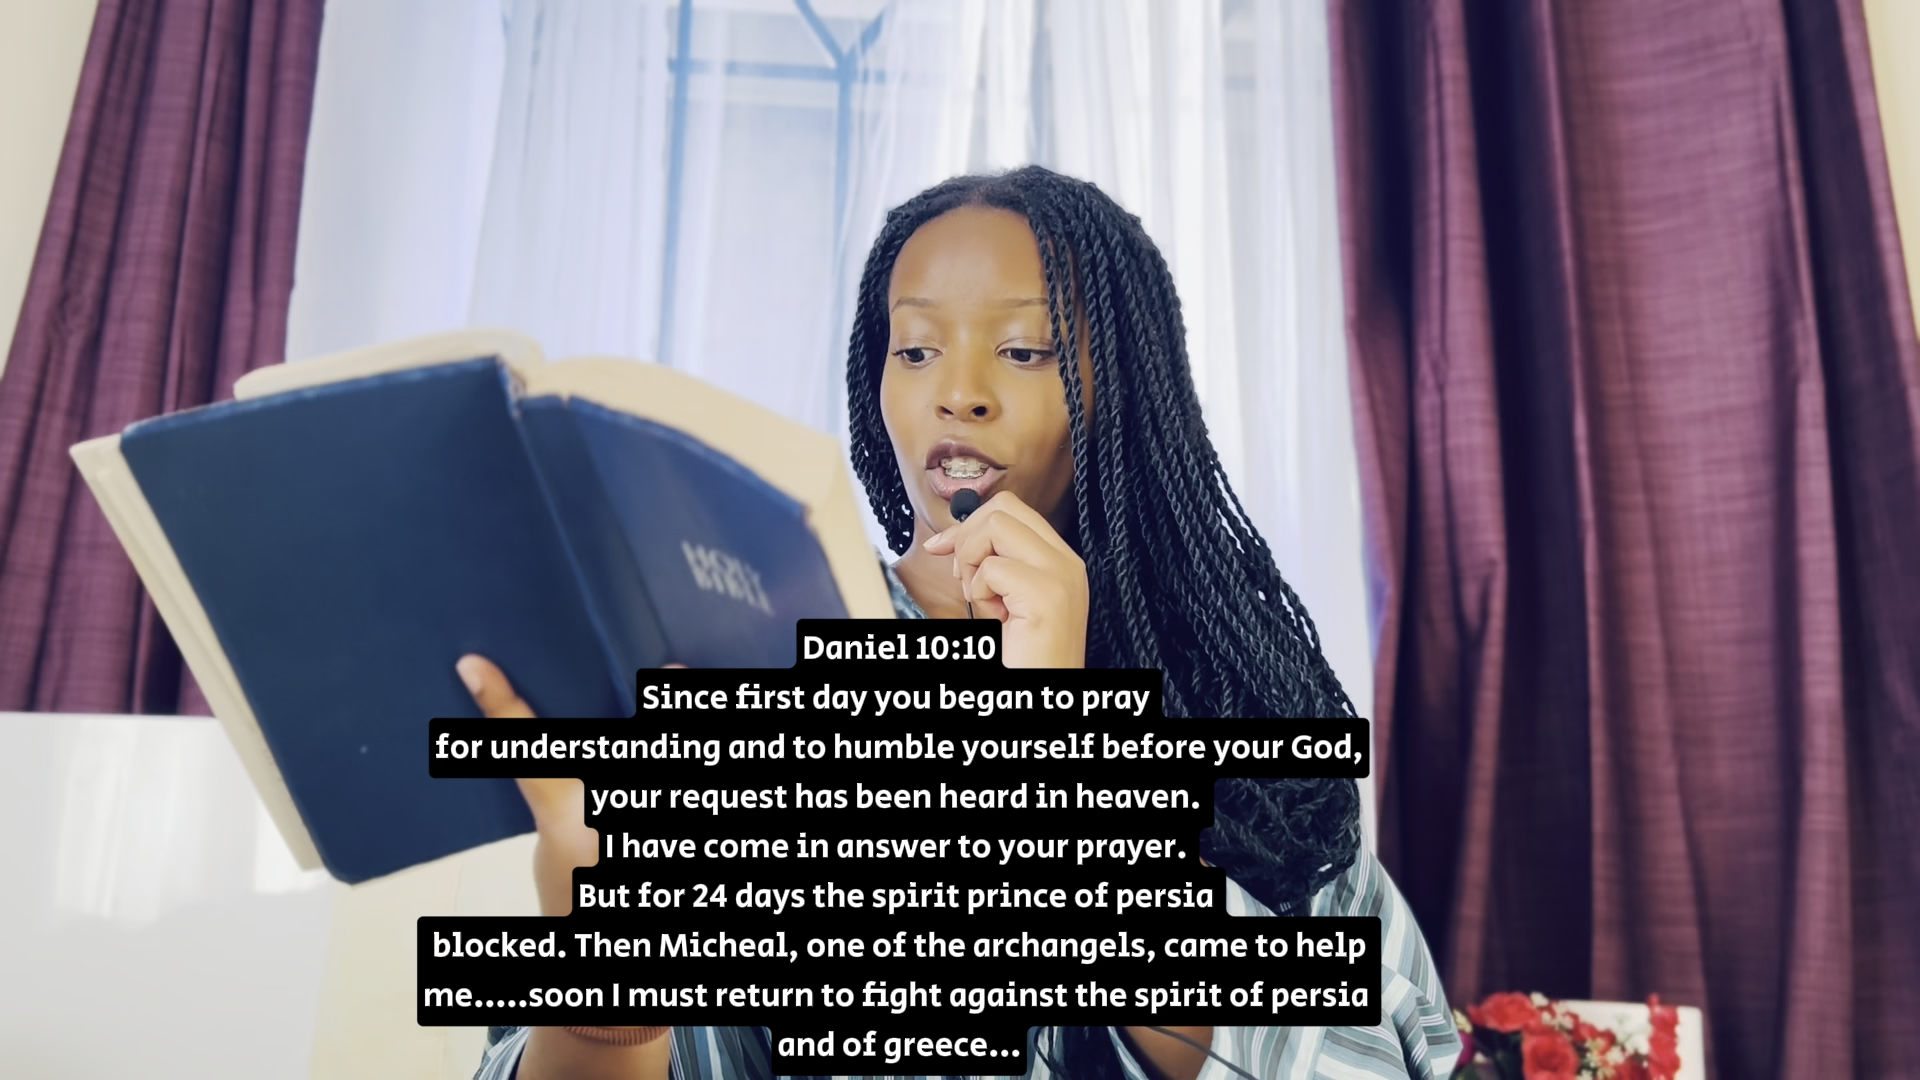 HOLY
BIBLE
Daniel 10:10
Since first day you began to pray
for understanding and to humble yourself before your God,
your request has been heard in heaven.
I have come in answer to your prayer.
But for 24 days the spirit prince of persia
blocked. Then Micheal, one of the archangels, came to help
me.....soon I must return to fight against the spirit of persia
and of greece...